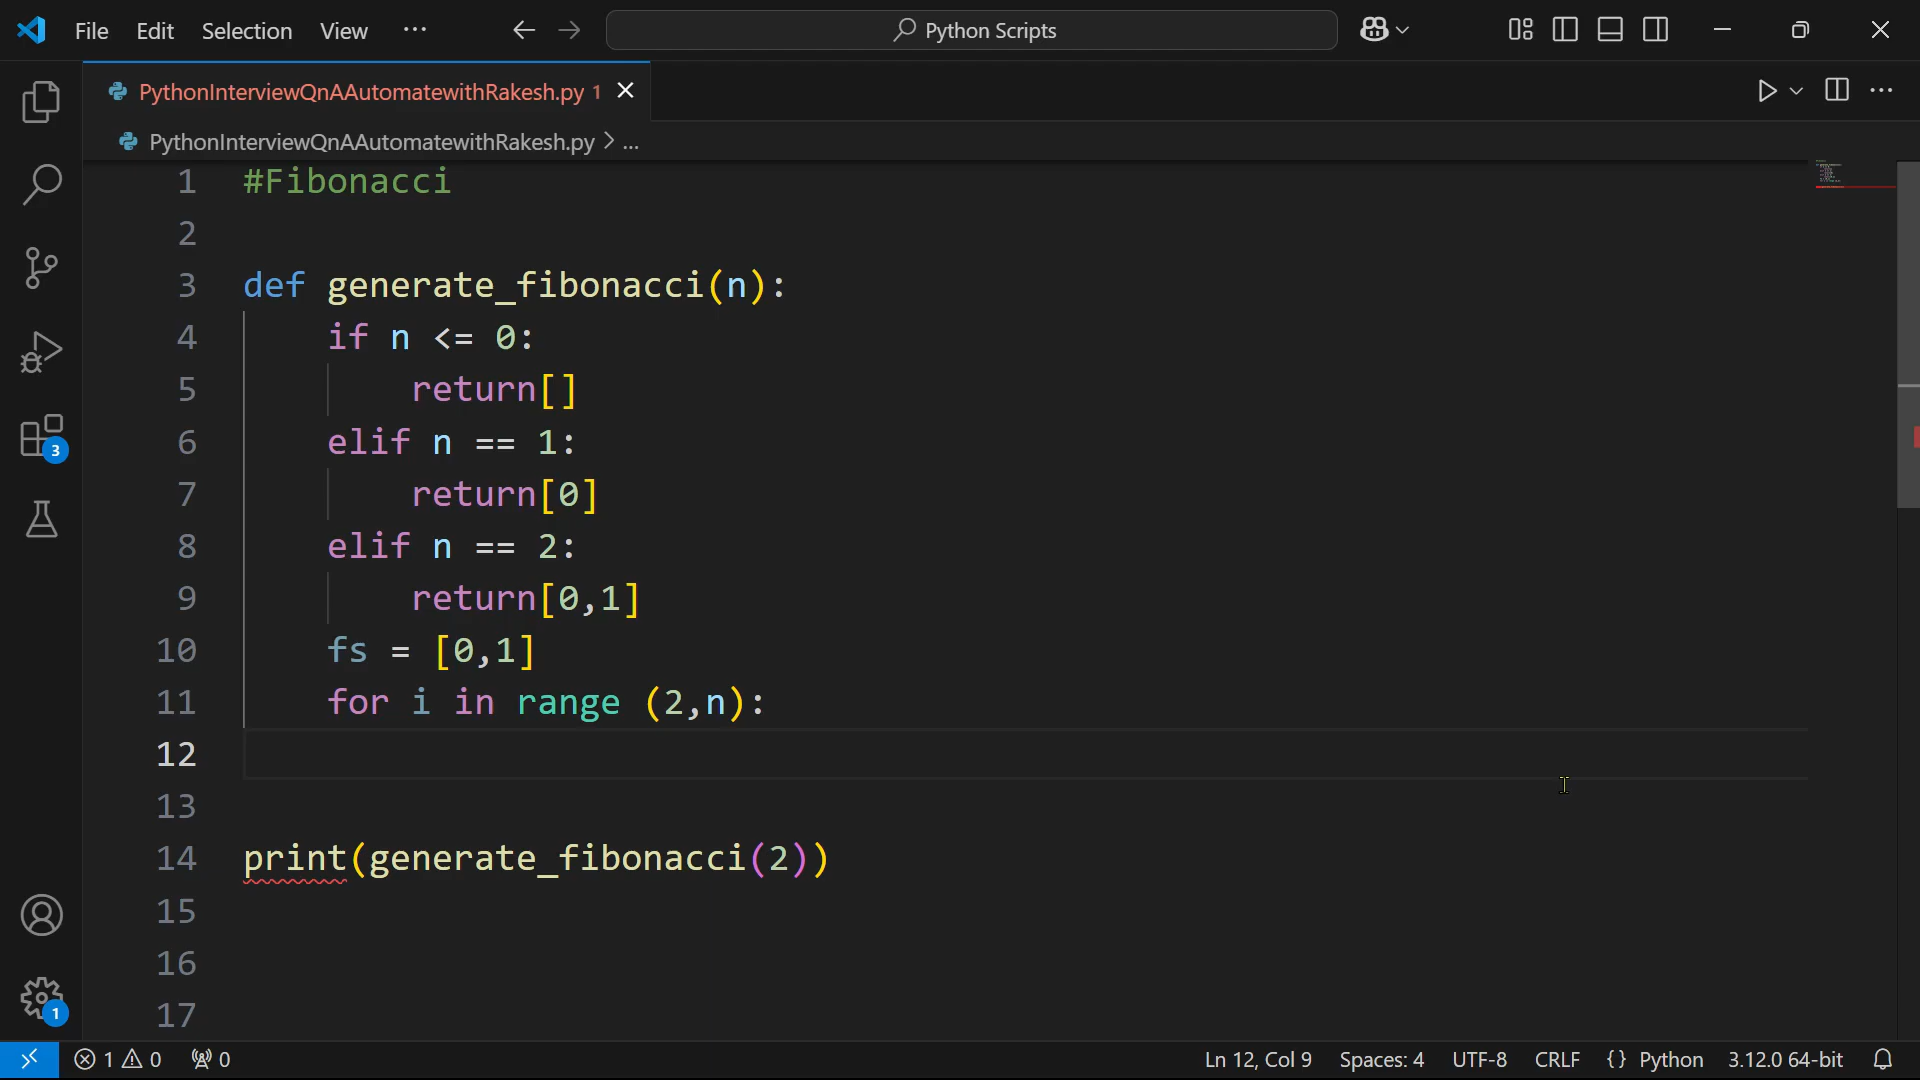 File Edit Selection View ··· Python Scripts
PythonInterviewQnAAutomatewithRakesh.py 1
PythonInterviewQnAAutomatewithRakesh.py > ...
1 #Fibonacci
2
3 def generate_fibonacci(n):
4 if n <= 0:
5 return[]
6 elif n == 1:
7 return[0]
8 elif n == 2:
9 return[0,1]
10 fs = [0,1]
11 for i in range (2,n):
12
13
14 print(generate_fibonacci(2))
15
16
17
3
1
1 0 0 Ln 12, Col 9 Spaces: 4 UTF-8 CRLF {} Python 3.12.0 64-bit